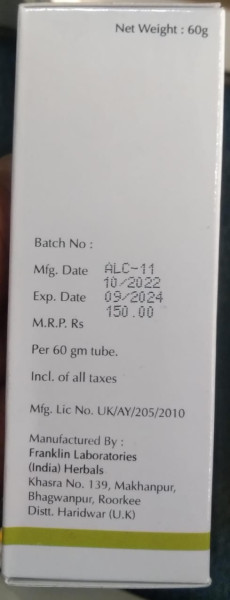 Net Weight : 60g
Batch No :
ALC-11
Mfg. Date
10/2022
Exp. Date
09/2024
M.R.P. Rs
150.00
Per 60 gm tube.
Incl. of all taxes
Mfg. Lic No. UK/AY/205/2010
Manufactured By :
Franklin Laboratories
(India) Herbals
Khasra No. 139, Makhanpur,
Bhagwanpur, Roorkee
Distt. Haridwar (U.K)